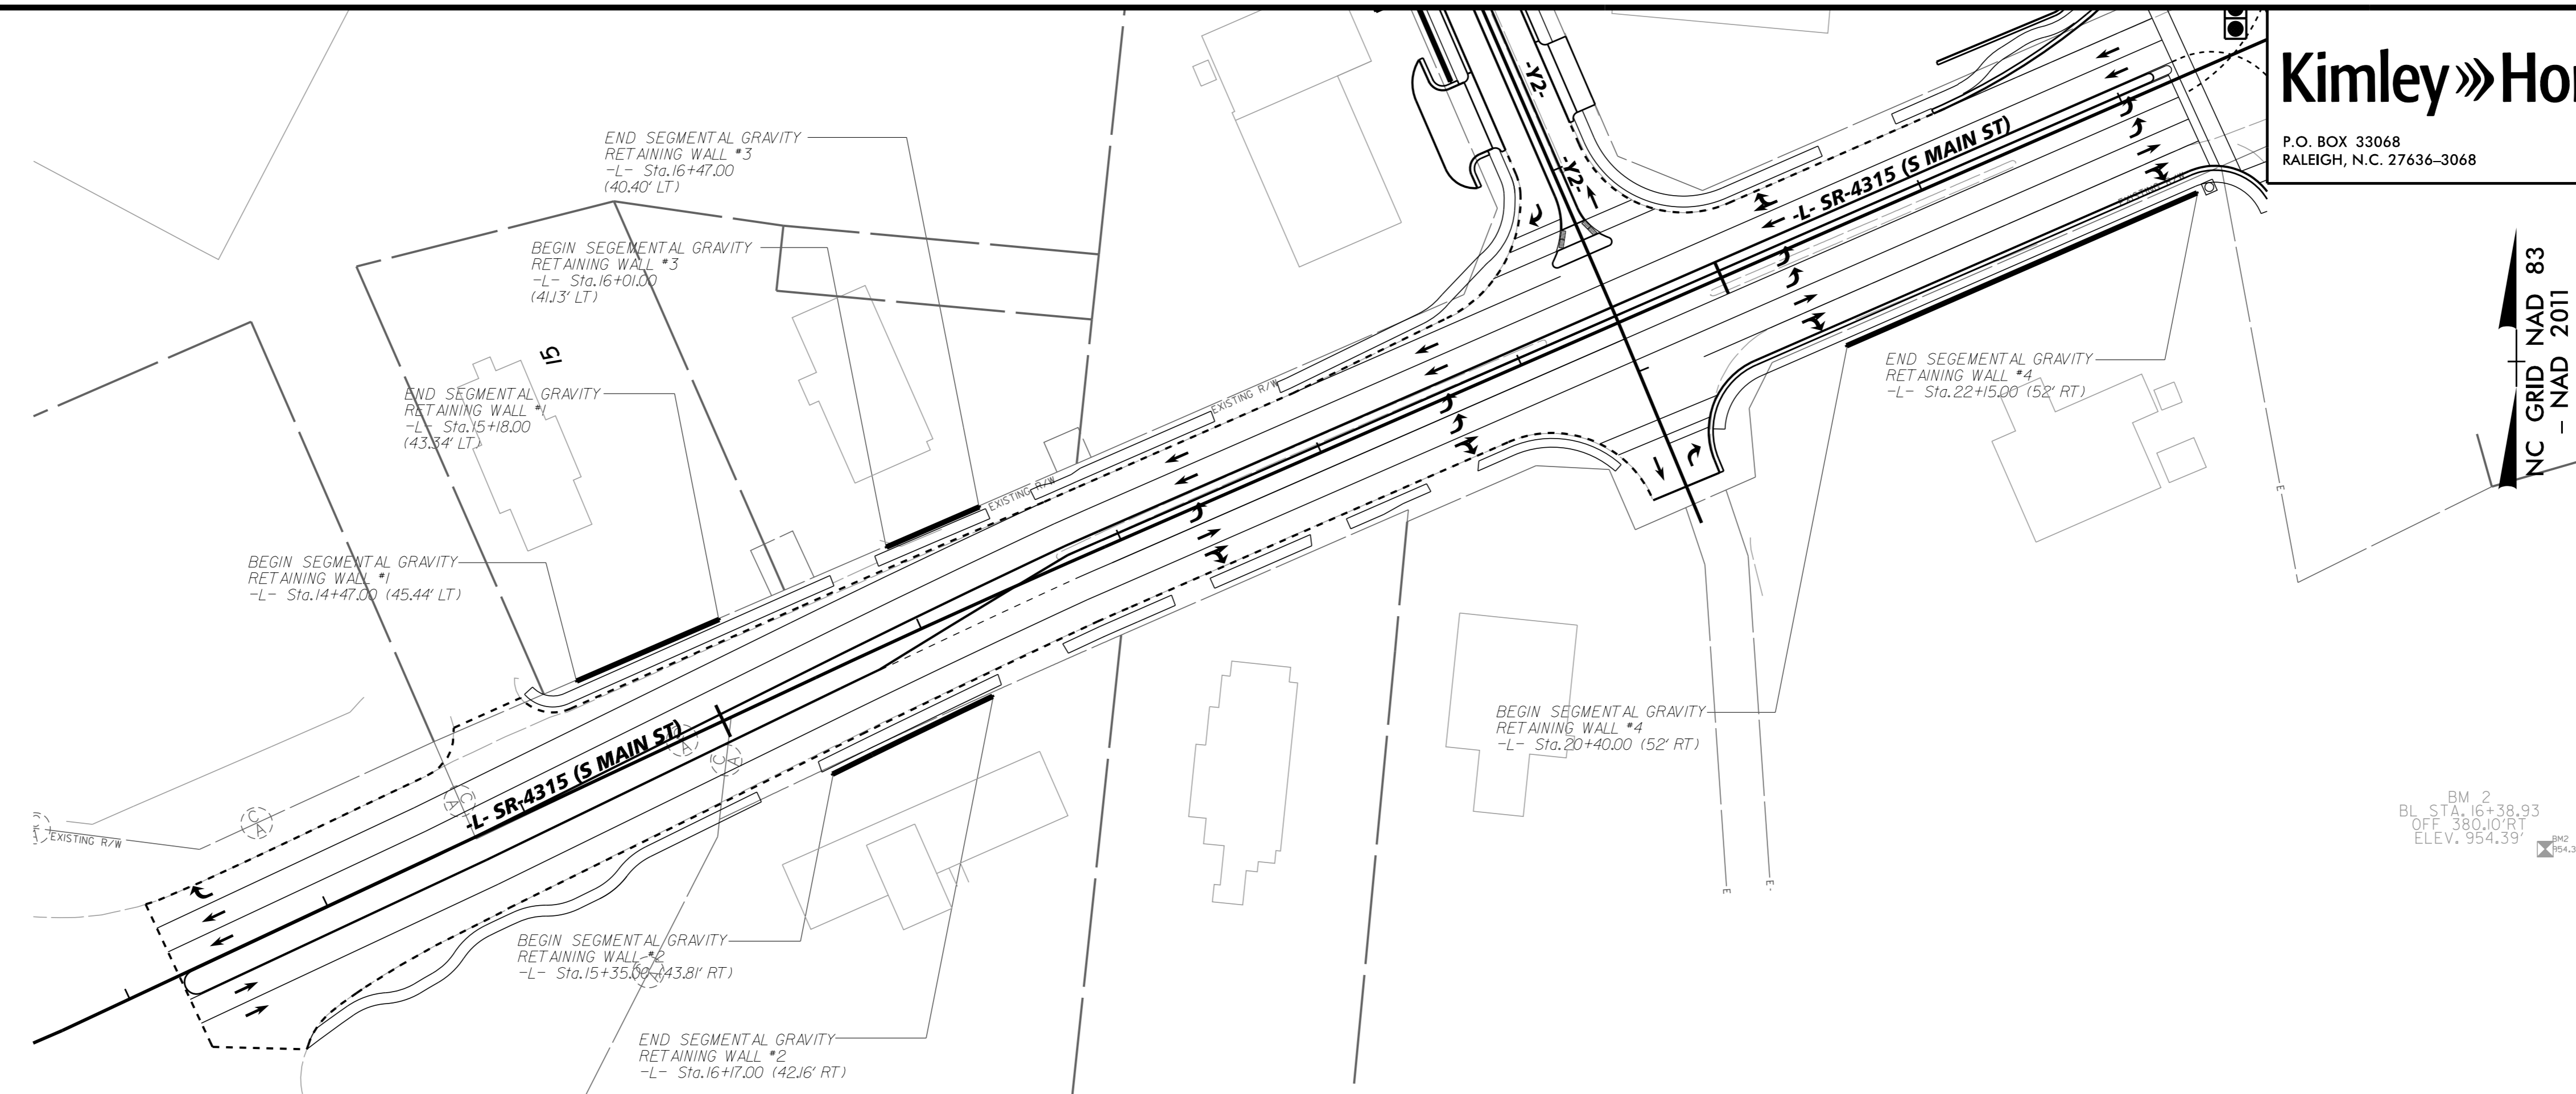 Kimley»)Ho
P.O. BOX 33068
RALEIGH, N.C. 27636–3068
NC GRID NAD 83
– NAD 2011
END SEGMENTAL GRAVITY
RETAINING WALL #3
-L- Sta.16+47.00
(40.40' LT)
BEGIN SEGEMENTAL GRAVITY
RETAINING WALL #3
-L- Sta.16+01.00
(41.13' LT)
15
END SEGMENTAL GRAVITY
RETAINING WALL #1
-L- Sta.15+18.00
(43.34' LT)
BEGIN SEGMENTAL GRAVITY
RETAINING WALL #1
-L- Sta.14+47.00 (45.44' LT)
-Y2-
-Y2-
-L- SR-4315 (S MAIN ST)
EXISTING R/W
EXISTING R/W
EXISTING R/W
END SEGEMENTAL GRAVITY
RETAINING WALL #4
-L- Sta.22+15.00 (52' RT)
E
BEGIN SEGMENTAL GRAVITY
RETAINING WALL #4
-L- Sta.20+40.00 (52' RT)
E
E
-L- SR-4315 (S MAIN ST)
C A
C A
C A
C A
EXISTING R/W
BM 2
BL STA. 16+38.93
OFF 380.10'RT
ELEV. 954.39'
BM2
954.3
BEGIN SEGMENTAL GRAVITY
RETAINING WALL #2
-L- Sta.15+35.00 (43.81' RT)
END SEGMENTAL GRAVITY
RETAINING WALL #2
-L- Sta.16+17.00 (42.16' RT)